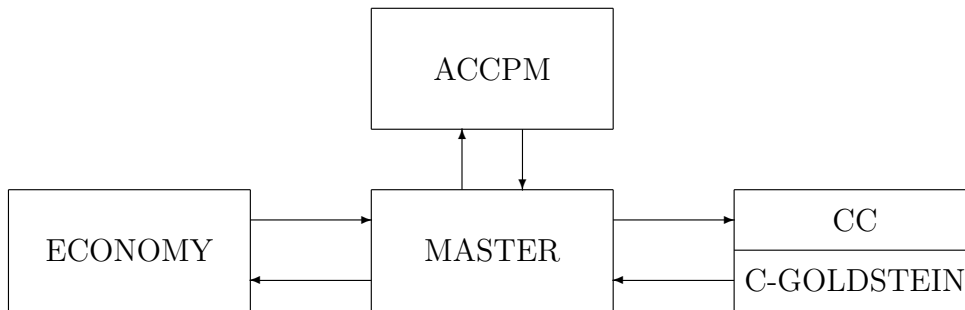 ACCPM
ECONOMY
MASTER
CC
C-GOLDSTEIN